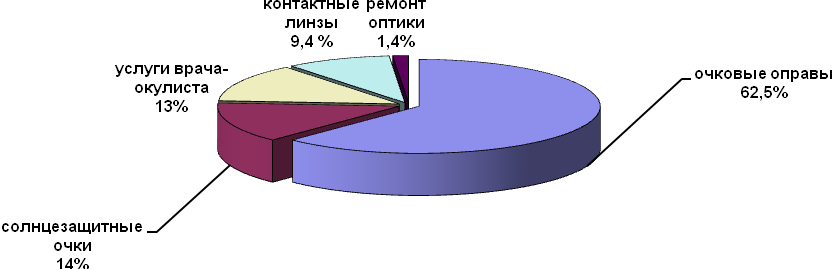 контактные
линзы
9,4 %
ремонт
оптики
1,4%
услуги врача-
окулиста
13%
очковые оправы
62,5%
солнцезащитные
очки
14%